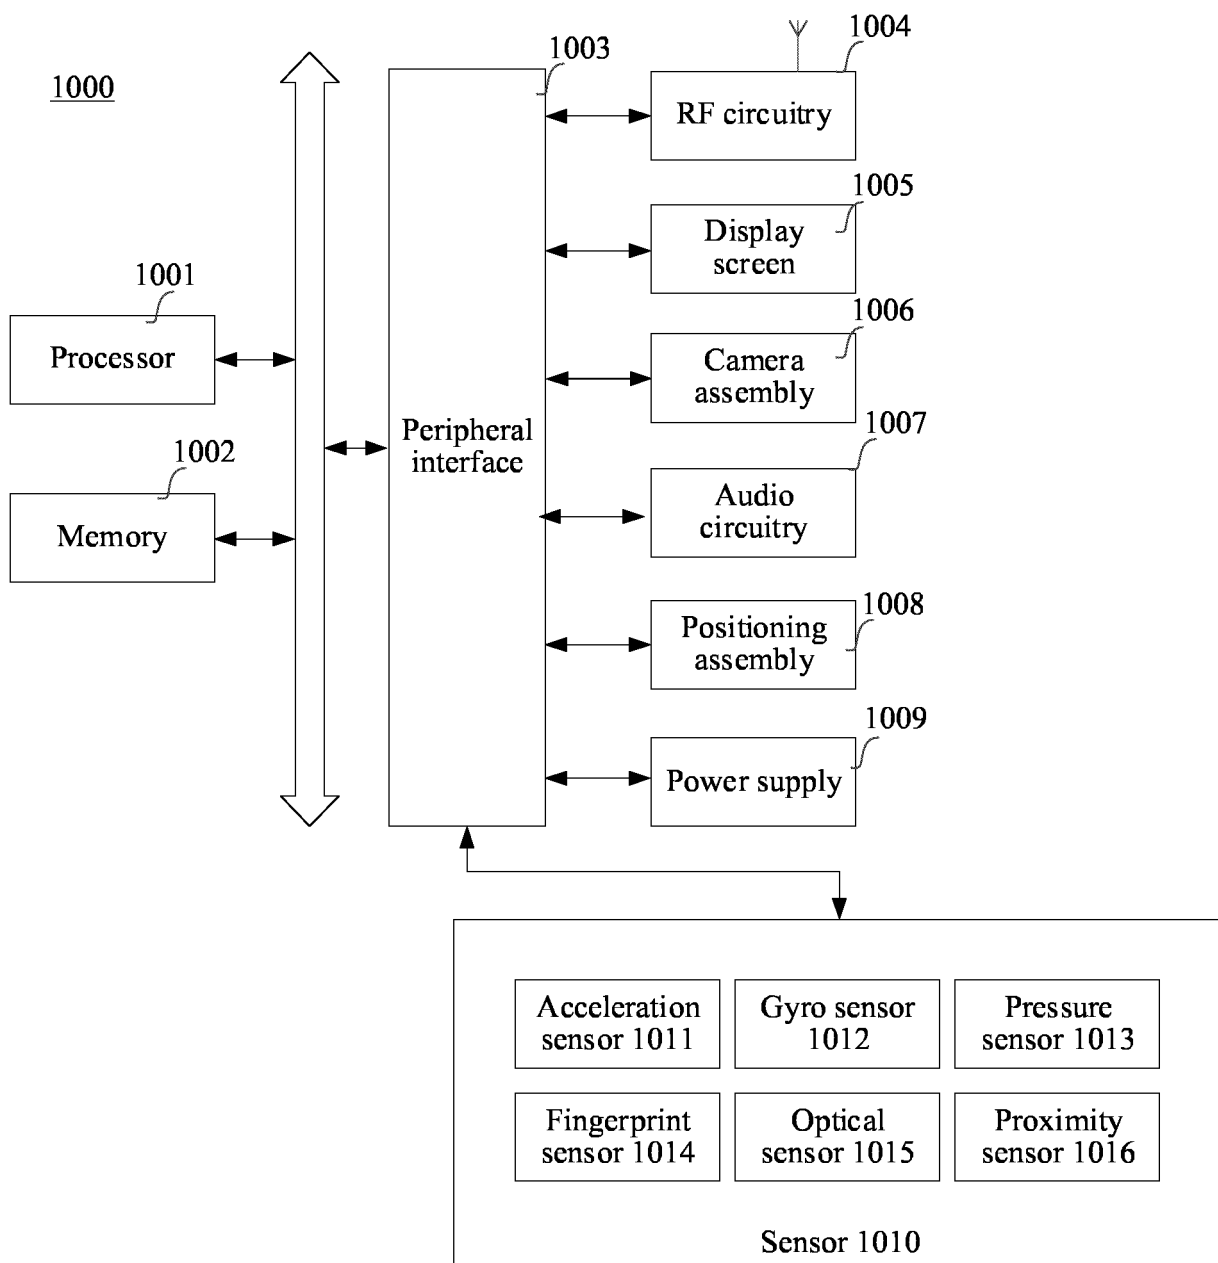 1000
1003
1004
RF circuitry
1005
Display
screen
1001
Processor
1006
Camera
assembly
1002
Memory
Peripheral
interface
1007
Audio
circuitry
1008
Positioning
assembly
1009
Power supply
Acceleration
sensor 1011
Gyro sensor
1012
Pressure
sensor 1013
Fingerprint
sensor 1014
Optical
sensor 1015
Proximity
sensor 1016
Sensor 1010